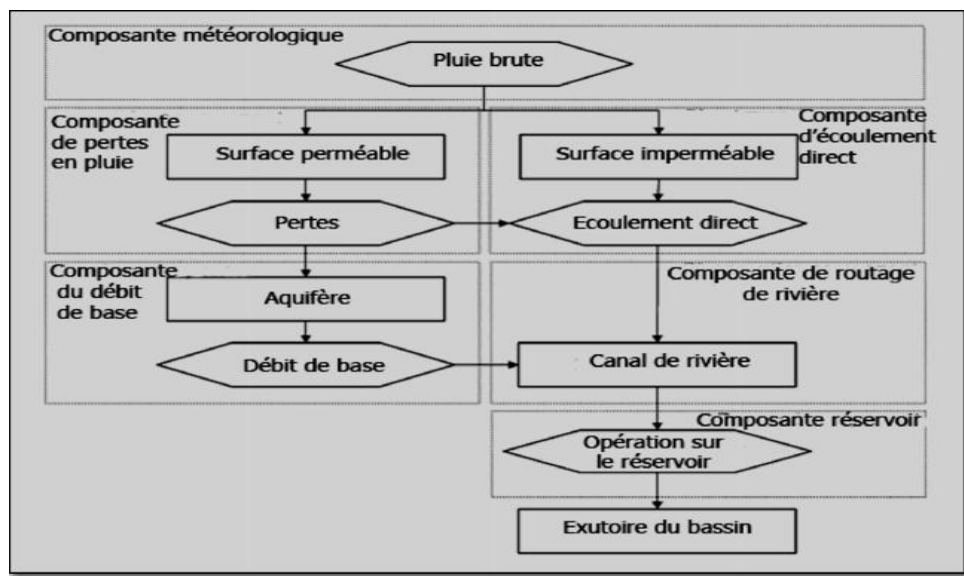 Composante météorologique
Pluie brute
Composante
de pertes
en pluie
Surface perméable
Pertes
Composante
d'écoulement
direct
Surface imperméable
Ecoulement direct
Composante
du débit
de base
Aquifère
Débit de base
Composante de routage
de rivière
Canal de rivière
Composante réservoir
Opération sur
le réservoir
Exutoire du bassin